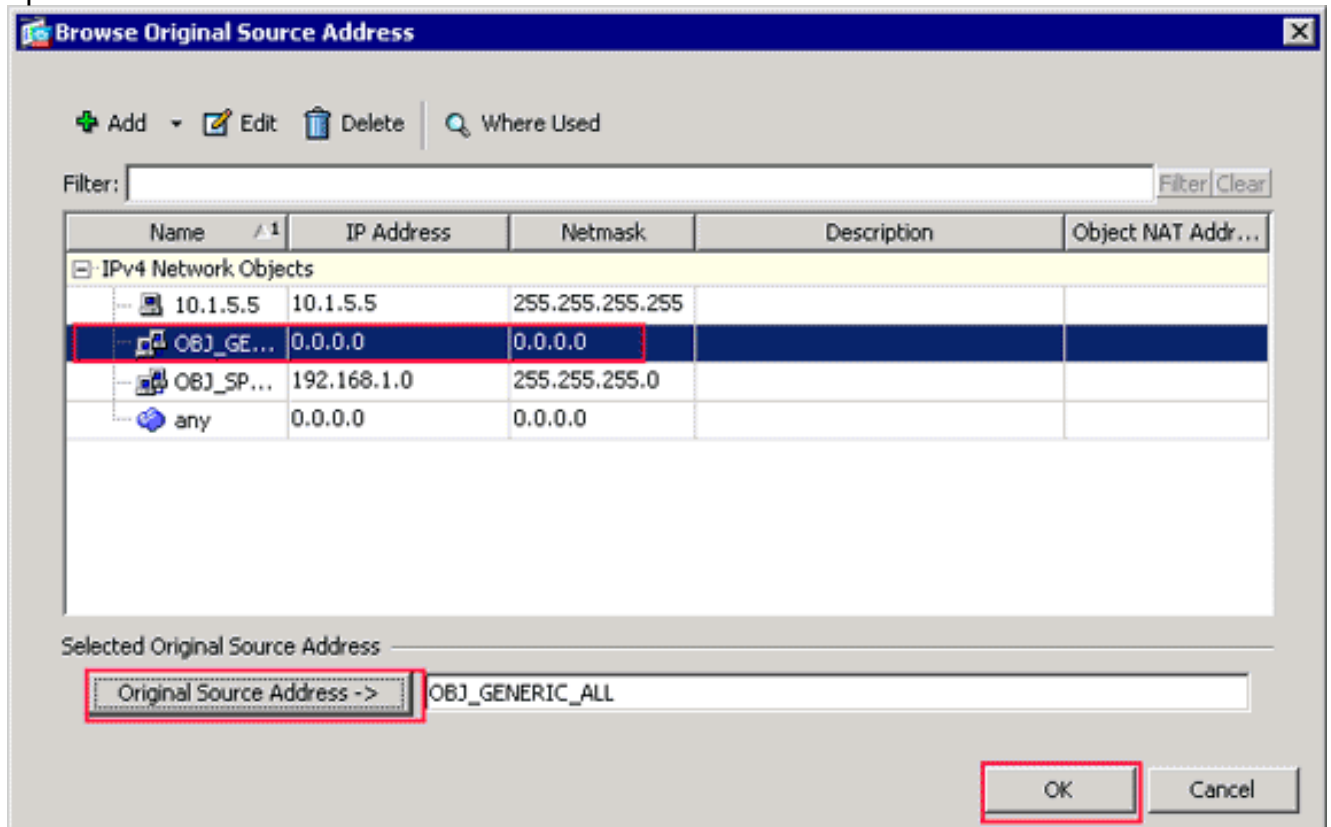 Browse Original Source Address
Add Edit Delete Where Used
Filter: Filter Clear
Name 1 IP Address Netmask Description Object NAT Addr...
IPv4 Network Objects
10.1.5.5 10.1.5.5 255.255.255.255
OBJ_GE... 0.0.0.0 0.0.0.0
OBJ_SP... 192.168.1.0 255.255.255.0
any 0.0.0.0 0.0.0.0
Selected Original Source Address
Original Source Address -> OBJ_GENERIC_ALL
OK Cancel